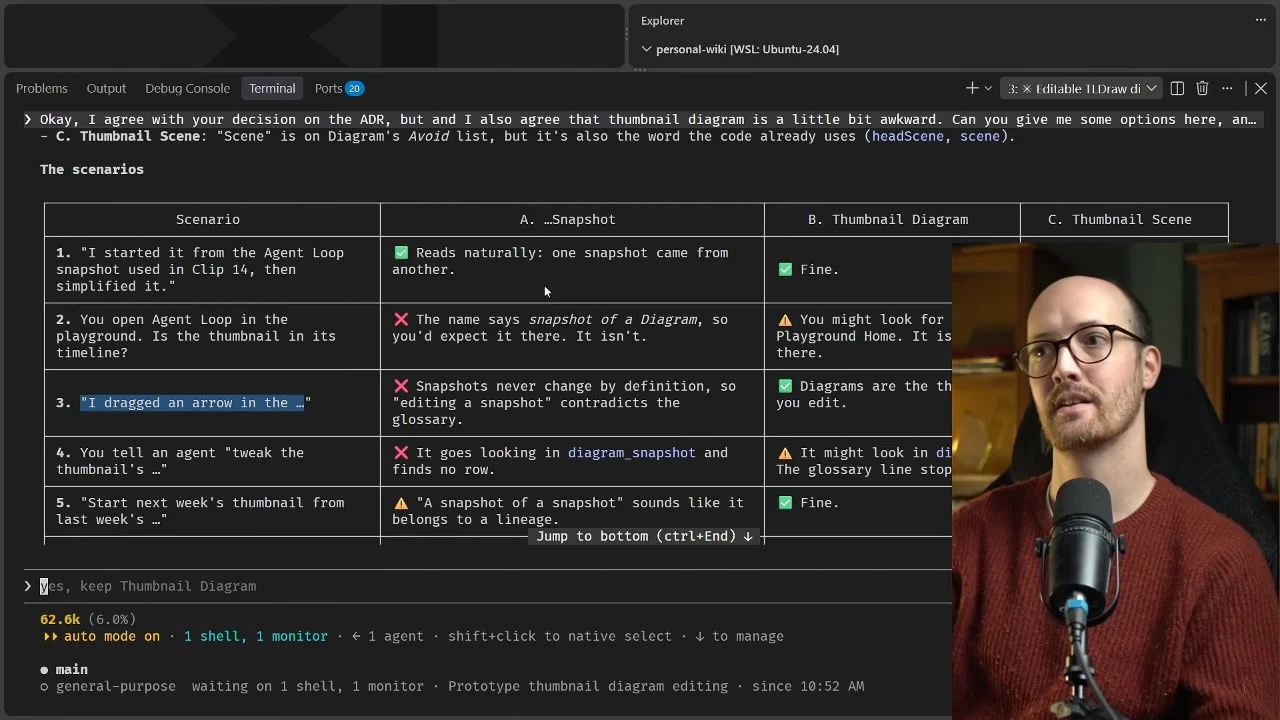 Explorer
personal-wiki [WSL: Ubuntu-24.04]
Problems Output Debug Console Terminal Ports 20
3: ✳ Editable TLDraw di
❯ Okay, I agree with your decision on the ADR, but and I also agree that thumbnail diagram is a little bit awkward. Can you give me some options here, an…
- C. Thumbnail Scene: "Scene" is on Diagram's Avoid list, but it's also the word the code already uses (headScene, scene).
The scenarios
Scenario A. …Snapshot B. Thumbnail Diagram C. Thumbnail Scene
1. "I started it from the Agent Loop
snapshot used in Clip 14, then
simplified it."
✅ Reads naturally: one snapshot came from
another.
✅ Fine.
2. You open Agent Loop in the
playground. Is the thumbnail in its
timeline?
❌ The name says snapshot of a Diagram, so
you'd expect it there. It isn't.
⚠️ You might look for
Playground Home. It is
there.
3. "I dragged an arrow in the …"
❌ Snapshots never change by definition, so
"editing a snapshot" contradicts the
glossary.
✅ Diagrams are the th
you edit.
4. You tell an agent "tweak the
thumbnail's …"
❌ It goes looking in diagram_snapshot and
finds no row.
⚠️ It might look in di
The glossary line stop
5. "Start next week's thumbnail from
last week's …"
⚠️ "A snapshot of a snapshot" sounds like it
belongs to a lineage.
✅ Fine.
Jump to bottom (ctrl+End) ↓
❯ yes, keep Thumbnail Diagram
62.6k (6.0%)
⏵⏵ auto mode on · 1 shell, 1 monitor · ← 1 agent · shift+click to native select · ↓ to manage
● main
○ general-purpose waiting on 1 shell, 1 monitor · Prototype thumbnail diagram editing · since 10:52 AM